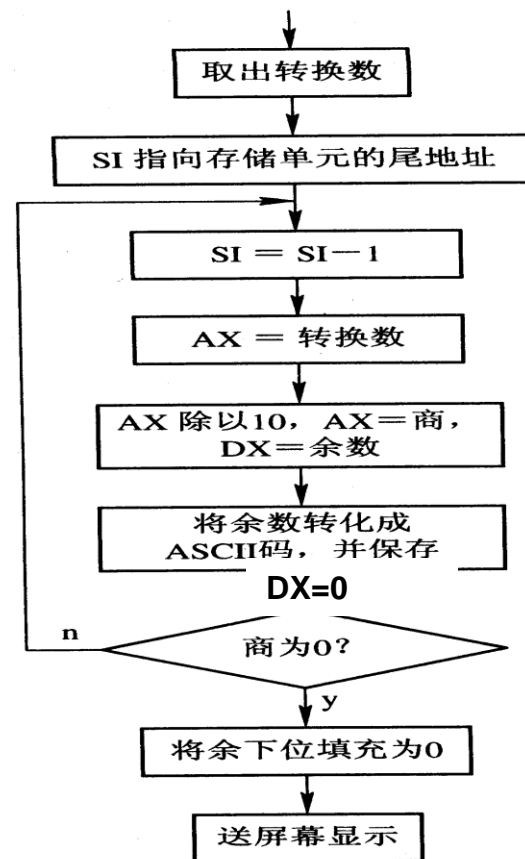 取出转换数
SI 指向存储单元的尾地址
SI = SI－1
AX = 转换数
AX 除以10，AX＝商，
DX＝余数
将余数转化成
ASCII码，并保存
DX=0
n
商为0？
y
将余下位填充为0
送屏幕显示